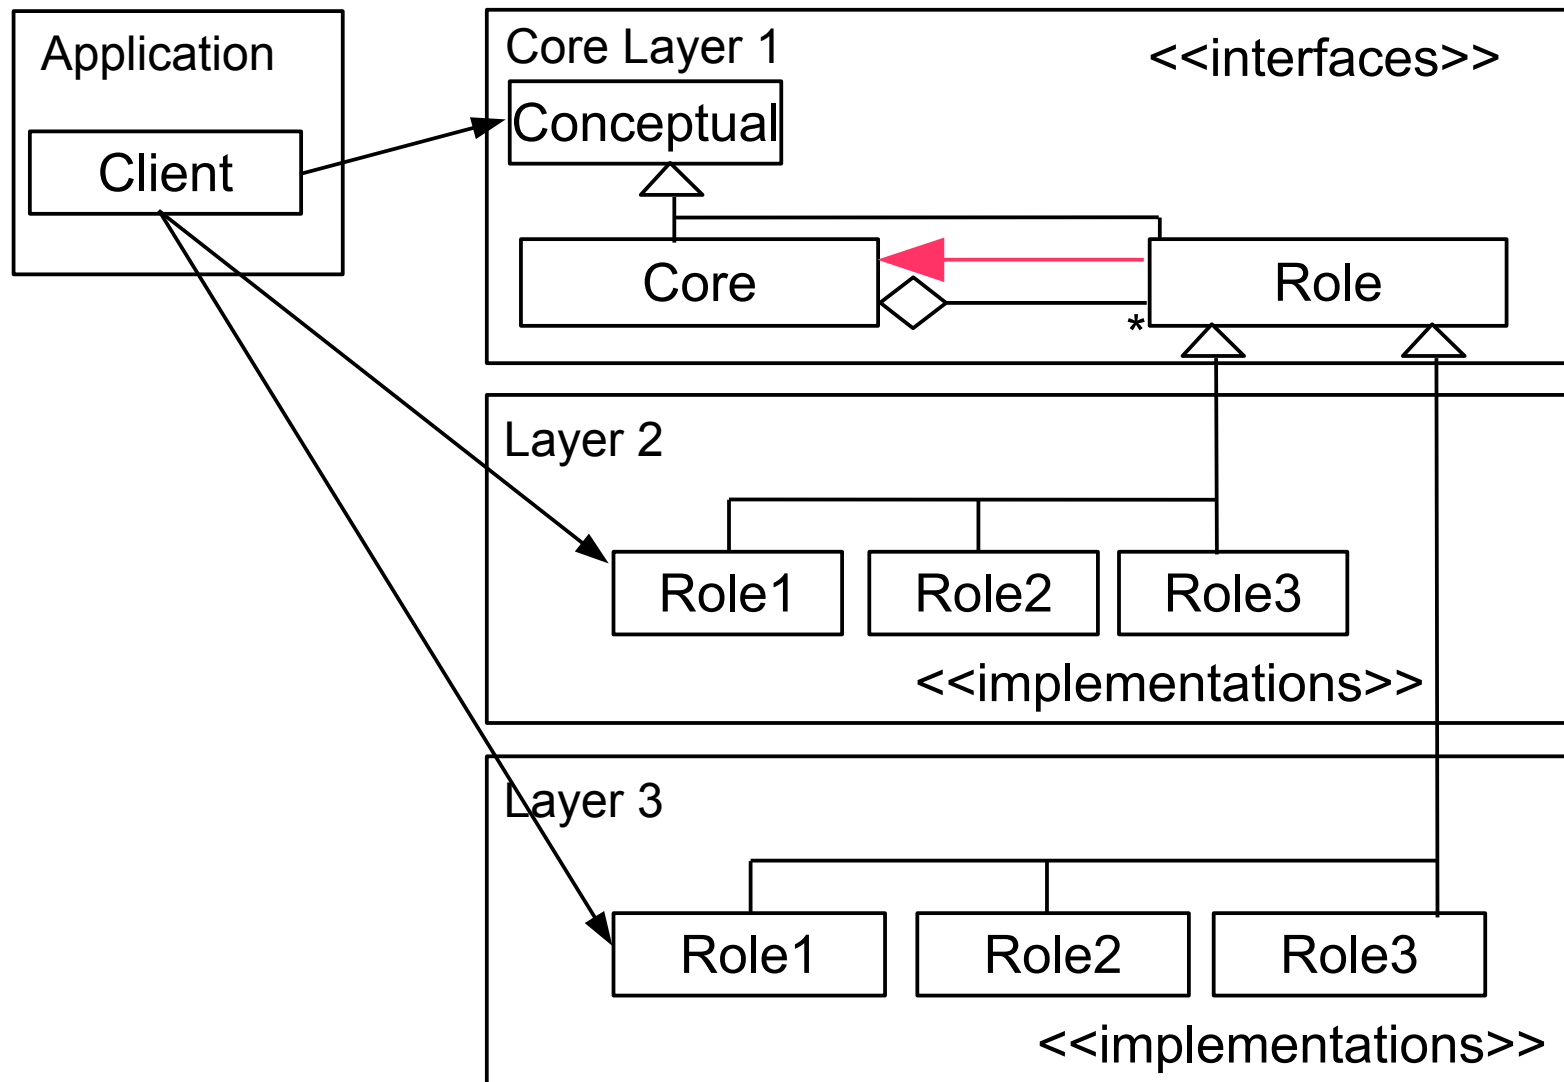 Application
Client
Core Layer 1
<<interfaces>>
Conceptual
Core
Role
*
Layer 2
Role1
Role2
Role3
<<implementations>>
Layer 3
Role1
Role2
Role3
<<implementations>>